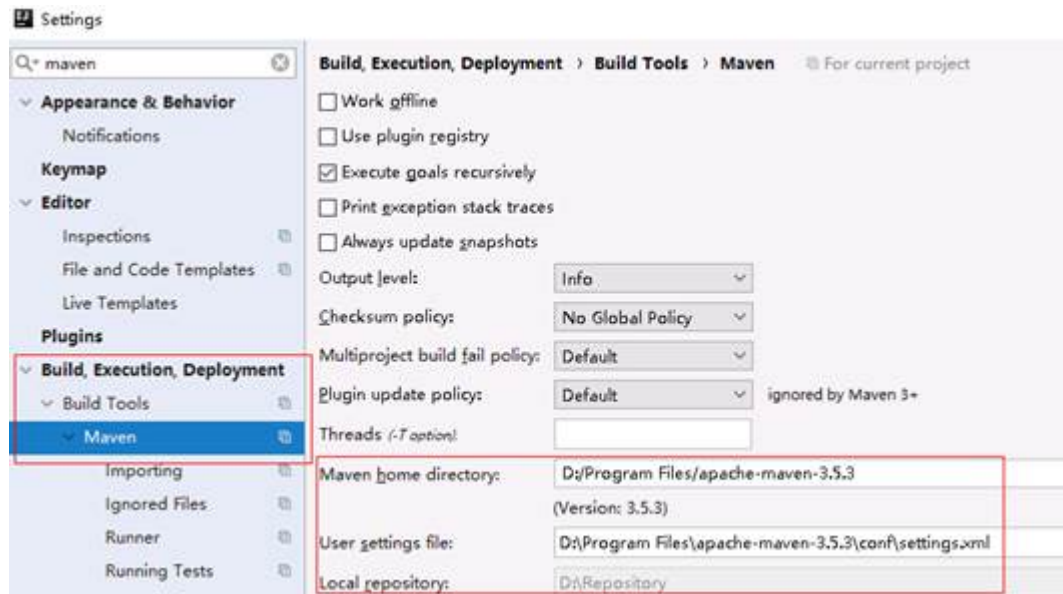 Settings
maven
Appearance & Behavior
Notifications
Keymap
Editor
Inspections
File and Code Templates
Live Templates
Plugins
Build, Execution, Deployment
Build Tools
Maven
Importing
Ignored Files
Runner
Running Tests
Build, Execution, Deployment › Build Tools › Maven For current project
Work offline
Use plugin registry
Execute goals recursively
Print exception stack traces
Always update snapshots
Output level: Info
Checksum policy: No Global Policy
Multiproject build fail policy: Default
Plugin update policy: Default ignored by Maven 3+
Threads (-T option)
Maven home directory: D:/Program Files/apache-maven-3.5.3
(Version: 3.5.3)
User settings file: D:\Program Files\apache-maven-3.5.3\conf\settings.xml
Local repository: D:\Repository